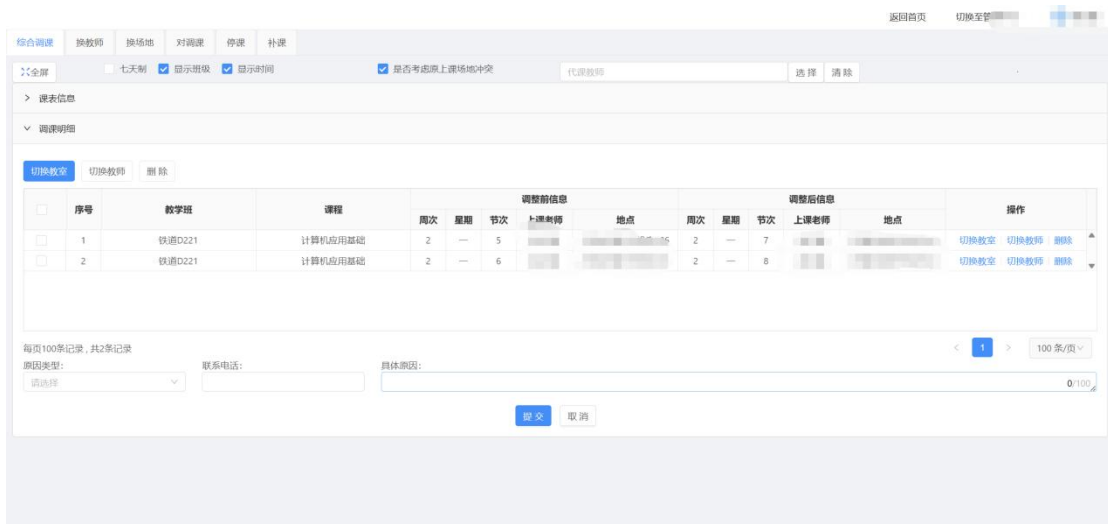 返回首页 切换至管
综合调课 换教师 换场地 对调课 停课 补课
全屏 七天制 显示班级 显示时间 是否考虑原上课场地冲突 代课教师 选择 清除
课表信息
调课明细
切换教室 切换教师 删除
序号 教学班 课程 调整前信息 调整后信息 操作
周次 星期 节次 上课老师 地点 周次 星期 节次 上课老师 地点
1 铁道D221 计算机应用基础 2 一 5 2 一 7 切换教室 切换教师 删除
2 铁道D221 计算机应用基础 2 一 6 2 一 8 切换教室 切换教师 删除
每页100条记录,共2条记录 < 1 > 100 条/页
原因类型: 联系电话: 具体原因:
请选择 0/100
提交 取消